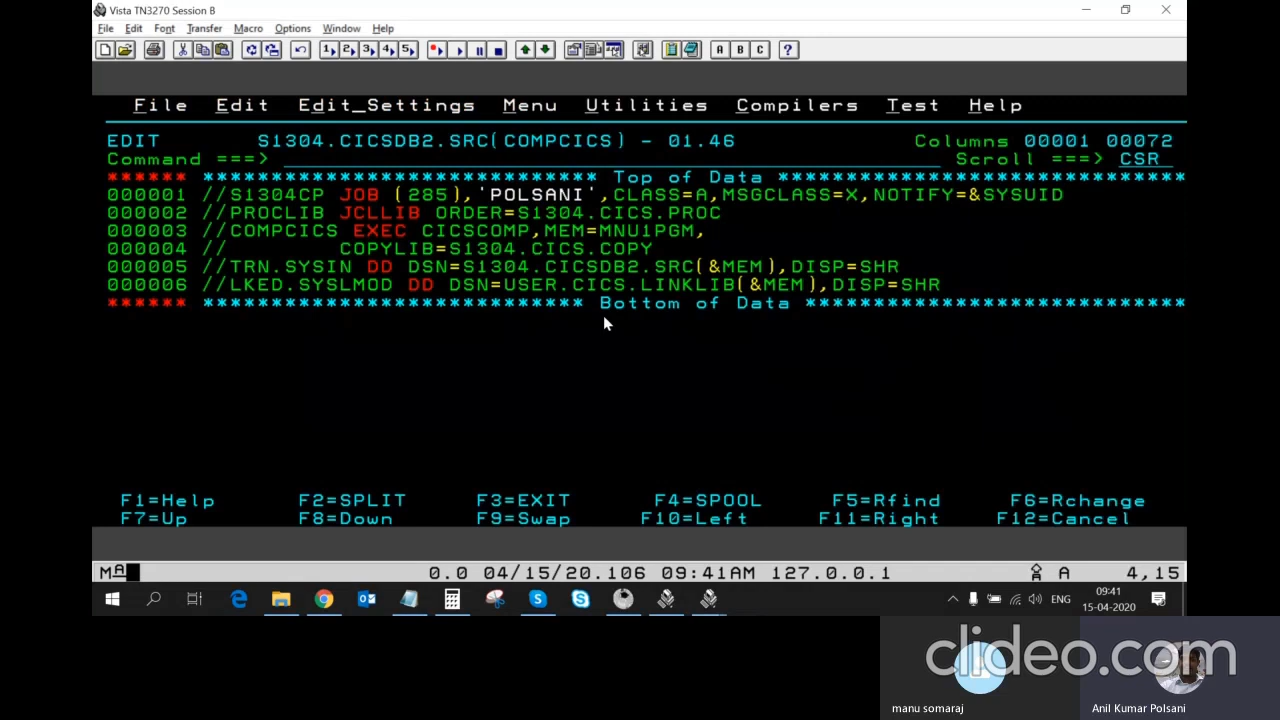 Vista TN3270 Session B
File Edit Font Transfer Macro Options Window Help
1 2 3 4 5 A B C ?
File Edit Edit_Settings Menu Utilities Compilers Test Help
EDIT S1304.CICSDB2.SRC(COMPCICS) - 01.46 Columns 00001 00072
Command ===> Scroll ===> CSR
****** ***************************** Top of Data ******************************
000001 //S1304CP JOB (285),'POLSANI',CLASS=A,MSGCLASS=X,NOTIFY=&SYSUID
000002 //PROCLIB JCLLIB ORDER=S1304.CICS.PROC
000003 //COMPCICS EXEC CICSCOMP,MEM=MNU1PGM,
000004 // COPYLIB=S1304.CICS.COPY
000005 //TRN.SYSIN DD DSN=S1304.CICSDB2.SRC(&MEM),DISP=SHR
000006 //LKED.SYSLMOD DD DSN=USER.CICS.LINKLIB(&MEM),DISP=SHR
****** **************************** Bottom of Data ****************************
F1=Help F2=SPLIT F3=EXIT F4=SPOOL F5=Rfind F6=Rchange
F7=Up F8=Down F9=Swap F10=Left F11=Right F12=Cancel
MA 0.0 04/15/20.106 09:41AM 127.0.0.1 A 4,15
ENG 09:41
15-04-2020
clideo.com
manu somaraj Anil Kumar Polsani